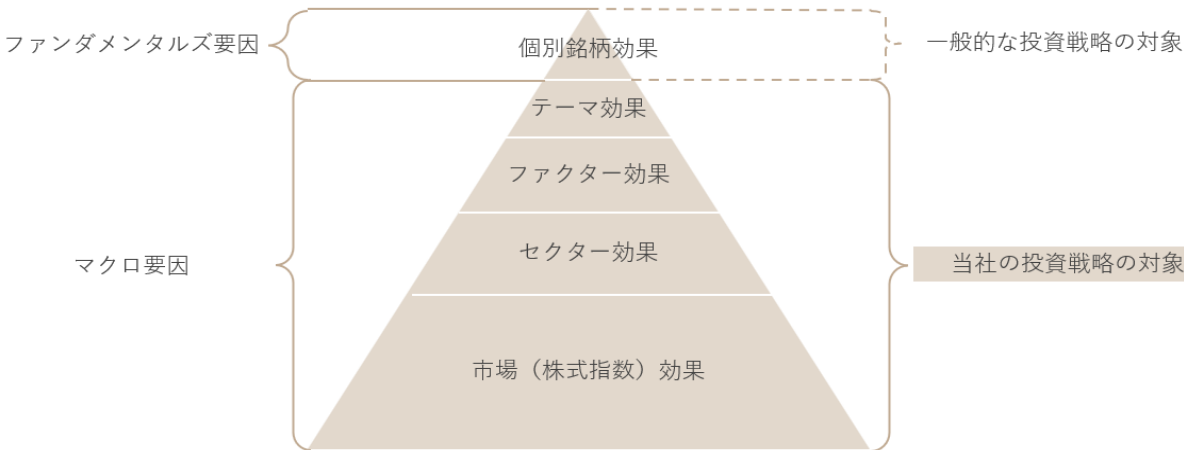 ファンダメンタルズ要因
個別銘柄効果
一般的な投資戦略の対象
テーマ効果
ファクター効果
セクター効果
マクロ要因
当社の投資戦略の対象
市場（株式指数）効果